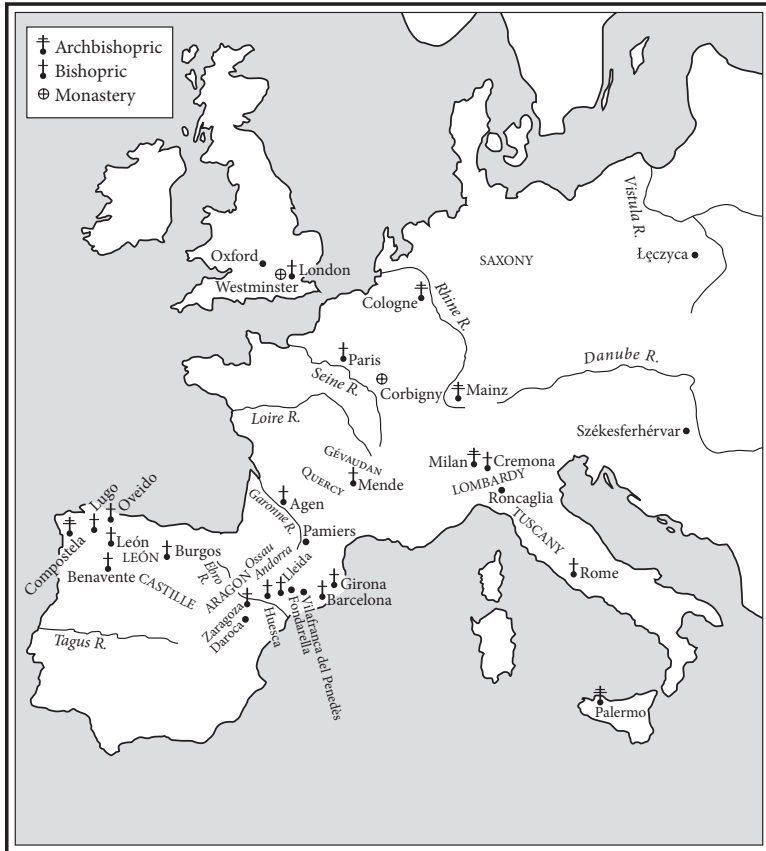 Archbishopric
Bishopric
Monastery
Vistula R.
Oxford
London
Westminster
SAXONY
Łęczyca
Cologne
Rhine R.
Paris
Seine R.
Corbigny
Mainz
Danube R.
Loire R.
Székesferhérvar
GÉVAUDAN
QUERCY
Mende
Milan
Cremona
LOMBARDY
Roncaglia
Agen
Garonne R.
Pamiers
TUSCANY
Rome
Compostela
Lugo
Oveido
León
LEÓN
Burgos
Benavente
CASTILLE
Ebro
R.
ARAGON
Ossau
Andorra
Lleida
Girona
Barcelona
Zaragoza
Daroca
Huesca
Fondarella
Vilafranca del Penedès
Tagus R.
Palermo